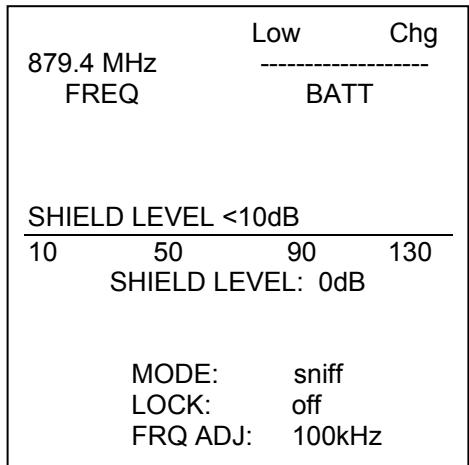 Low Chg
879.4 MHz -------------------
FREQ BATT
SHIELD LEVEL <10dB
10 50 90 130
SHIELD LEVEL: 0dB
MODE: sniff
LOCK: off
FRQ ADJ: 100kHz